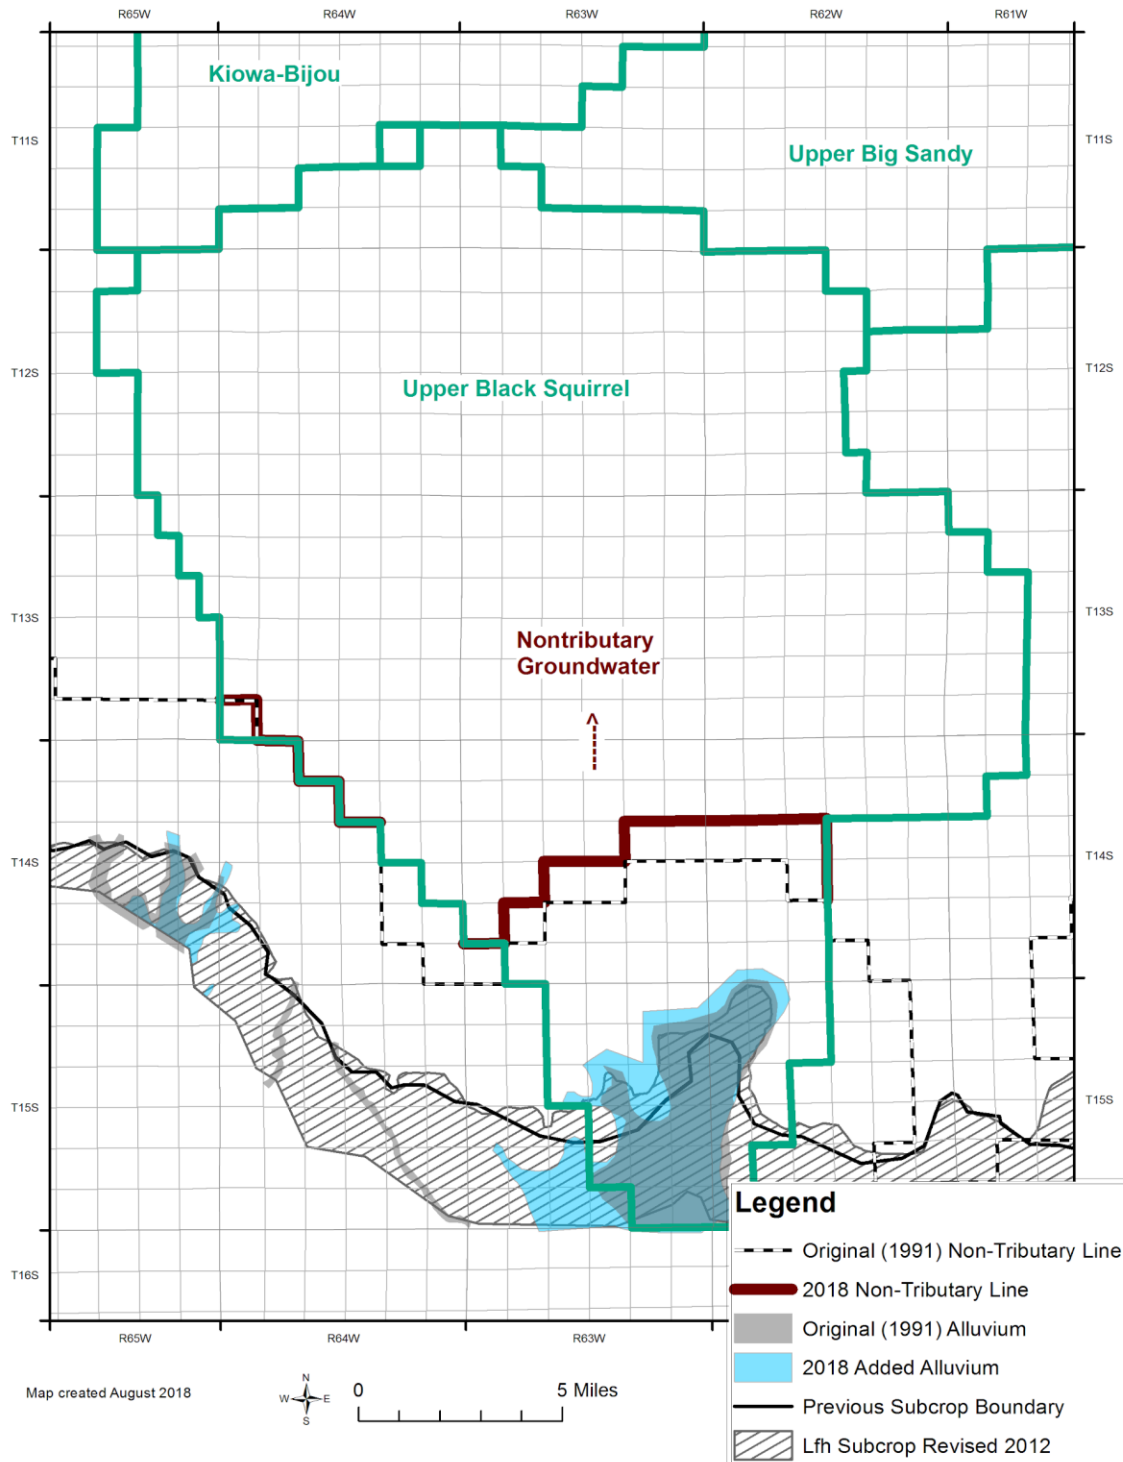 R65W R64W R63W R62W R61W
Kiowa-Bijou
T11S T11S
Upper Big Sandy
T12S T12S
Upper Black Squirrel
T13S T13S
Nontributary
Groundwater
T14S T14S
T15S T15S
Legend
Original (1991) Non-Tributary Line
T16S
2018 Non-Tributary Line
Original (1991) Alluvium
R65W R64W R63W
2018 Added Alluvium
N
W E
S
0 5 Miles
Map created August 2018
Previous Subcrop Boundary
Lfh Subcrop Revised 2012